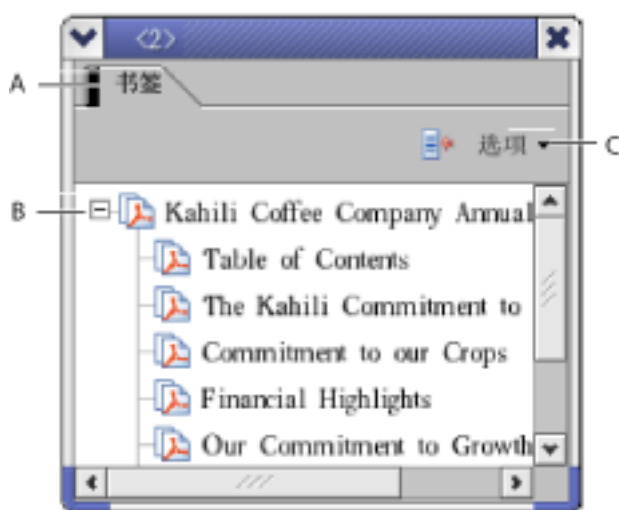 <2>
A
书签
选项
C
B
Kahili Coffee Company Annual
Table of Contents
The Kahili Commitment to
Commitment to our Crops
Financial Highlights
Our Commitment to Growth